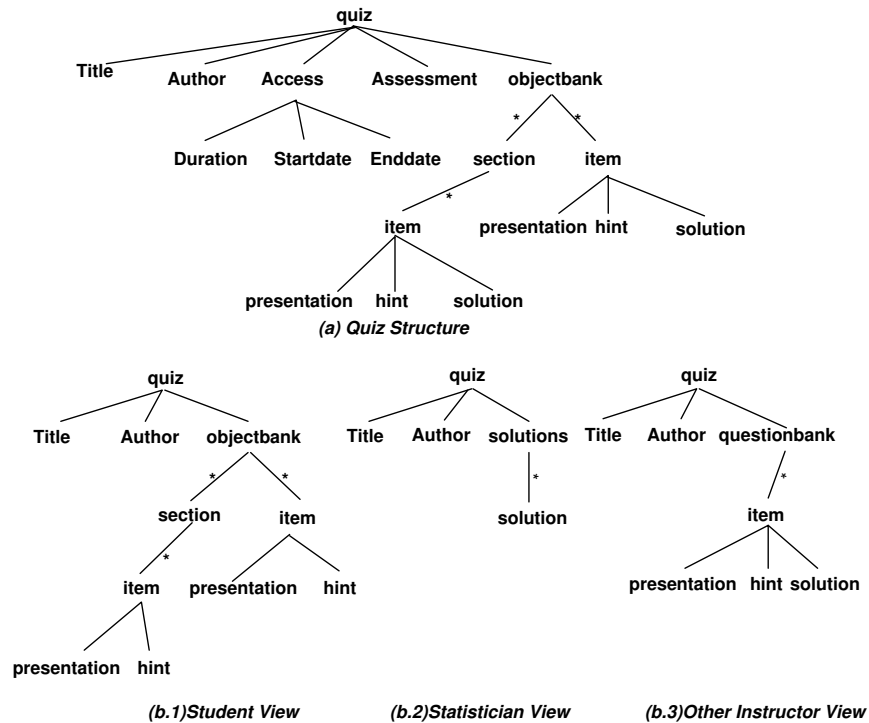 quiz
Title Author Access Assessment objectbank
* *
Duration Startdate Enddate section item
*
item presentation hint solution
presentation hint solution
(a) Quiz Structure
quiz quiz quiz
Title Author objectbank Title Author solutions Title Author questionbank
* * * *
section item solution item
*
item presentation hint presentation hint solution
presentation hint
(b.1)Student View (b.2)Statistician View (b.3)Other Instructor View